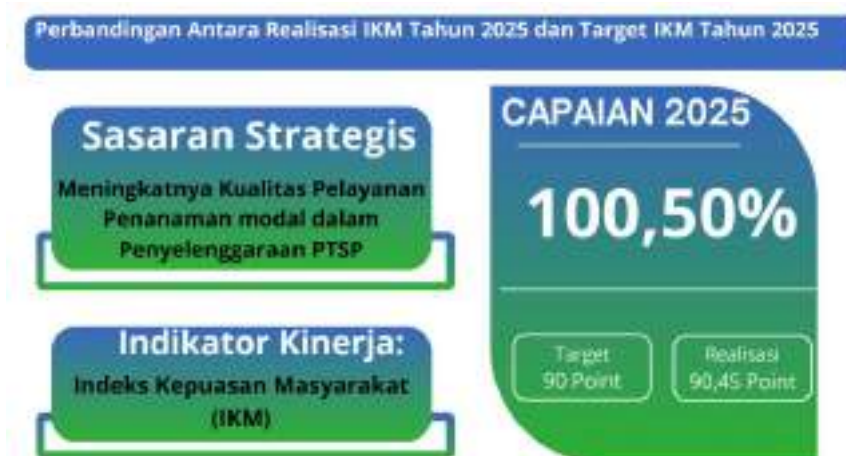 Perbandingan Antara Realisasi IKM Tahun 2025 dan Target IKM Tahun 2025
Sasaran Strategis
Meningkatnya Kualitas Pelayanan
Penanaman modal dalam
Penyelenggaraan PTSP
Indikator Kinerja:
Indeks Kepuasan Masyarakat
(IKM)
CAPAIAN 2025
100,50%
Target
90 Point
Realisasi
90,45 Point